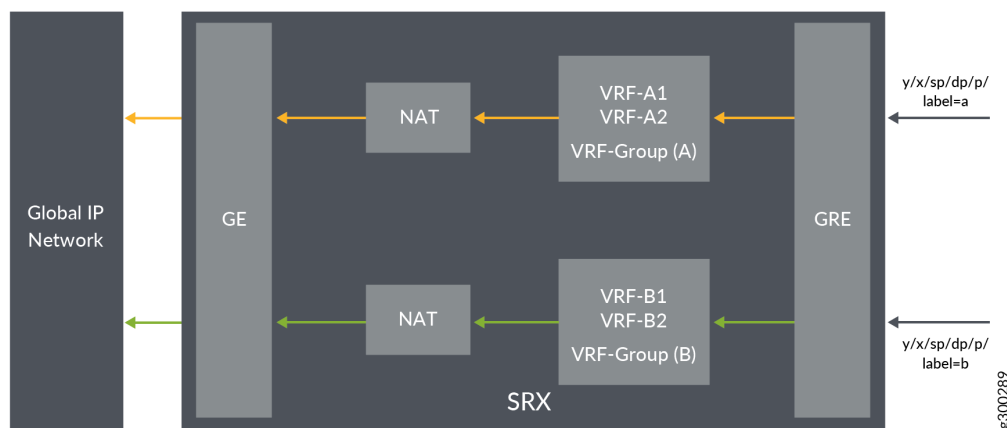 Global IP
Network
GE
NAT
VRF-A1
VRF-A2
VRF-Group (A)
GRE
y/x/sp/dp/p/
label=a
NAT
VRF-B1
VRF-B2
VRF-Group (B)
y/x/sp/dp/p/
label=b
SRX
g300289